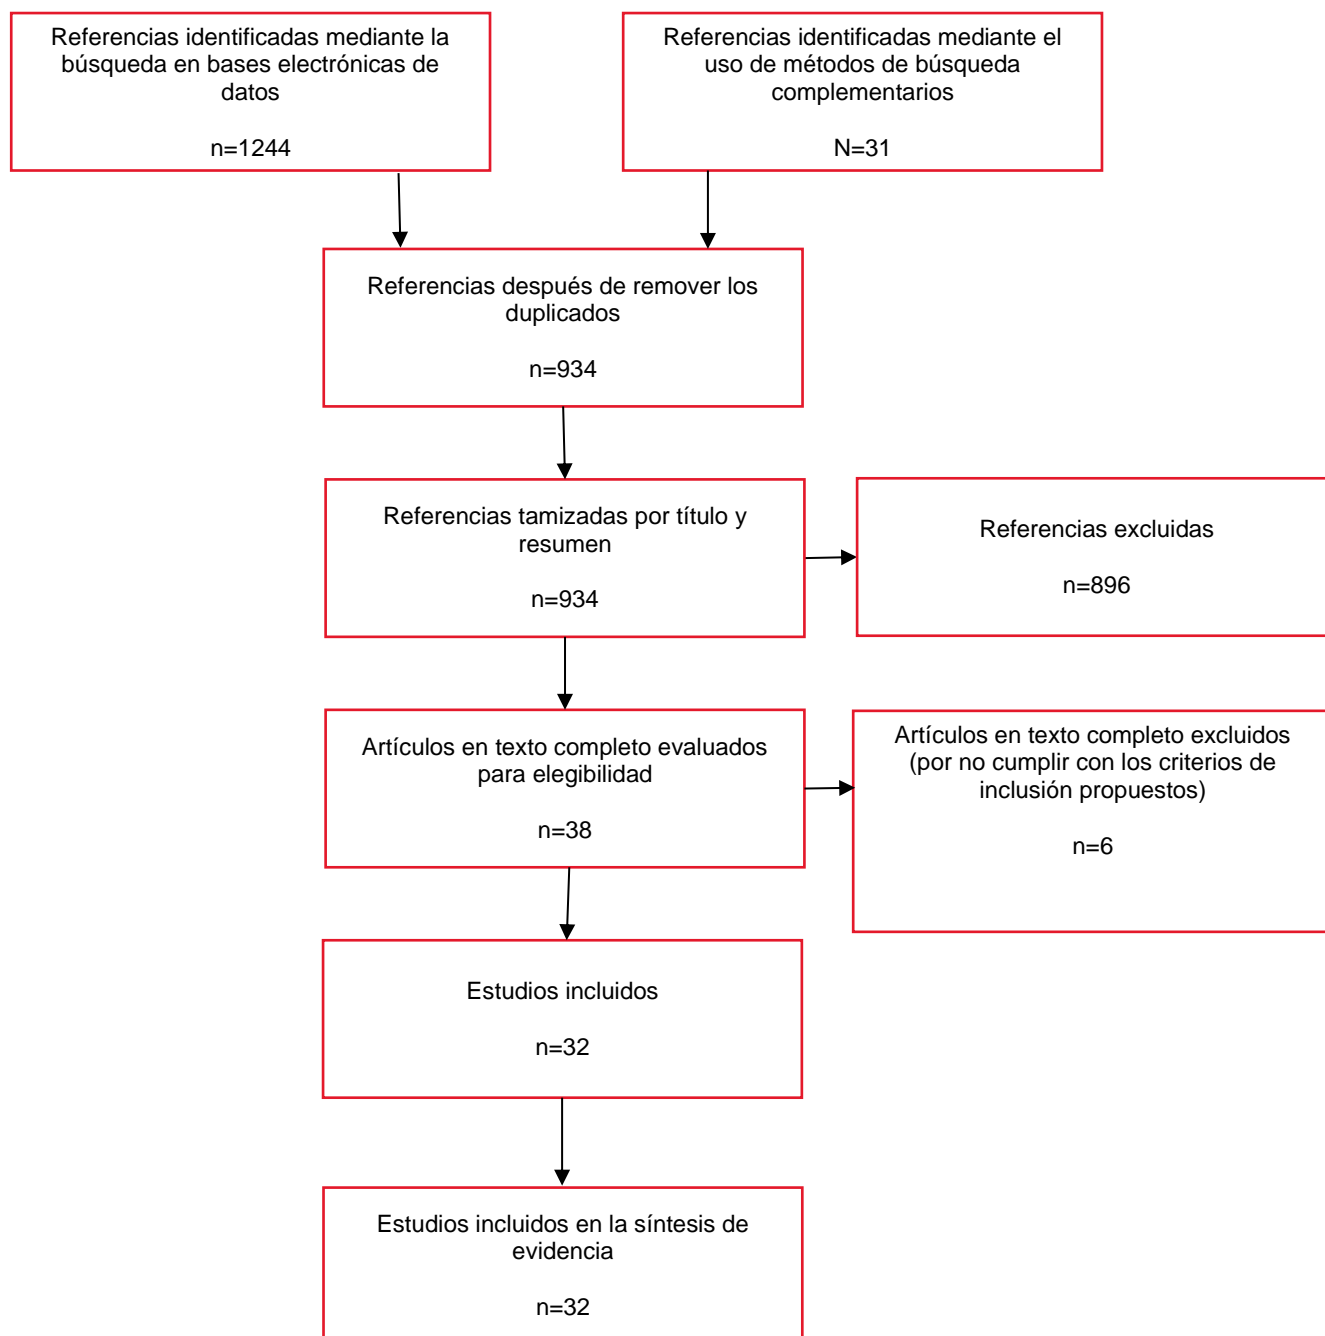 Referencias identificadas mediante la
búsqueda en bases electrónicas de
datos
n=1244
Referencias identificadas mediante el
uso de métodos de búsqueda
complementarios
N=31
Referencias después de remover los
duplicados
n=934
Referencias tamizadas por título y
resumen
n=934
Referencias excluidas
n=896
Artículos en texto completo evaluados
para elegibilidad
n=38
Artículos en texto completo excluidos
(por no cumplir con los criterios de
inclusión propuestos)
n=6
Estudios incluidos
n=32
Estudios incluidos en la síntesis de
evidencia
n=32